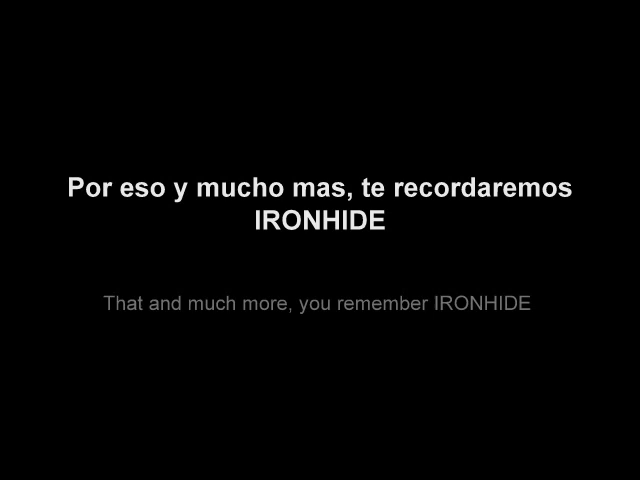 Por eso y mucho mas, te recordaremos
IRONHIDE
That and much more, you remember IRONHIDE